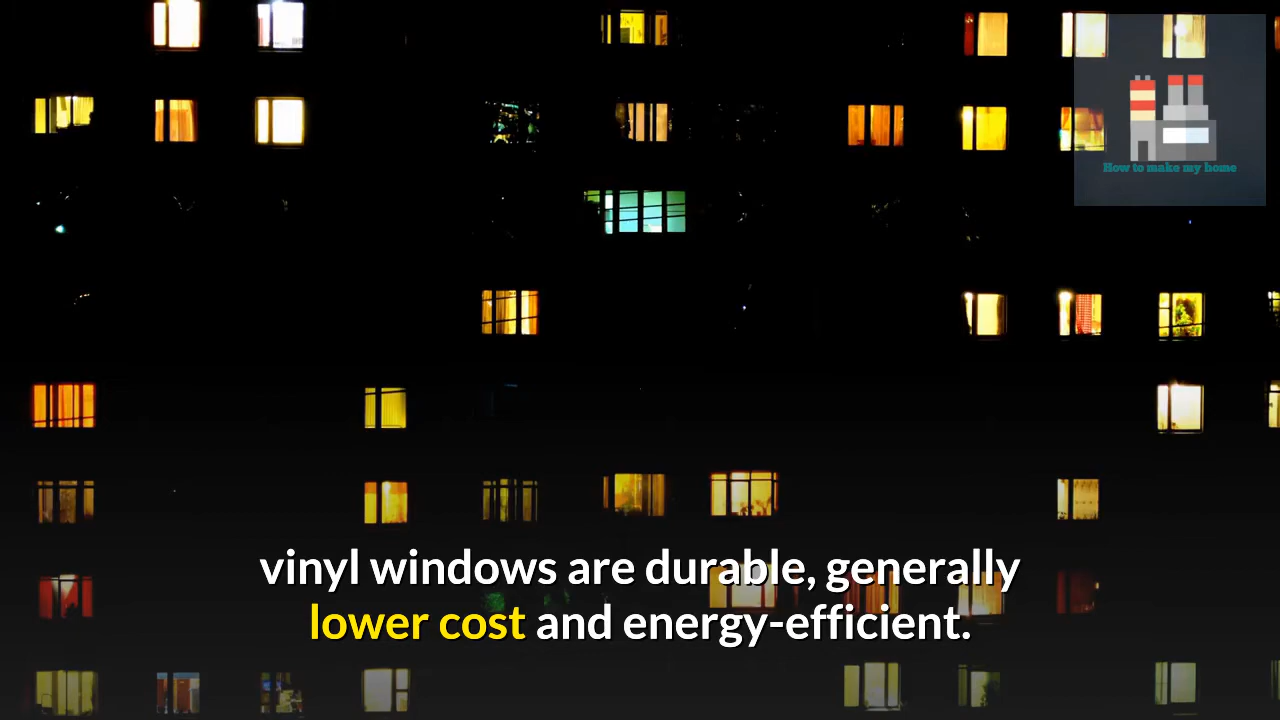 How to make my home
vinyl windows are durable, generally
lower cost and energy-efficient.